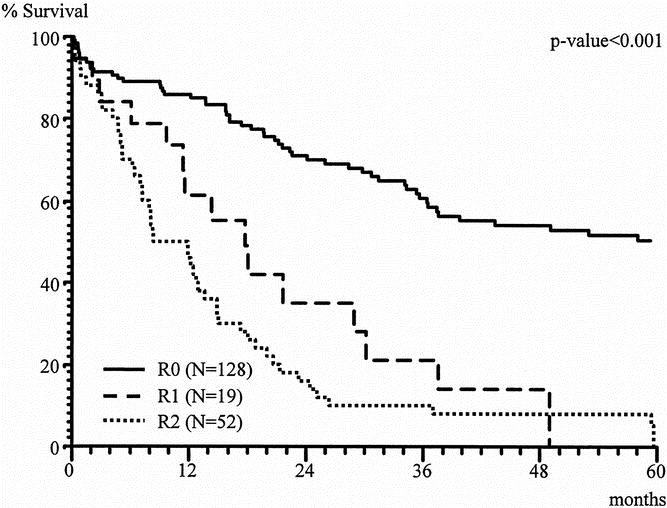 % Survival
p-value<0.001
100
80
60
40
20
0
R0 (N=128)
R1 (N=19)
R2 (N=52)
0 12 24 36 48 60
months